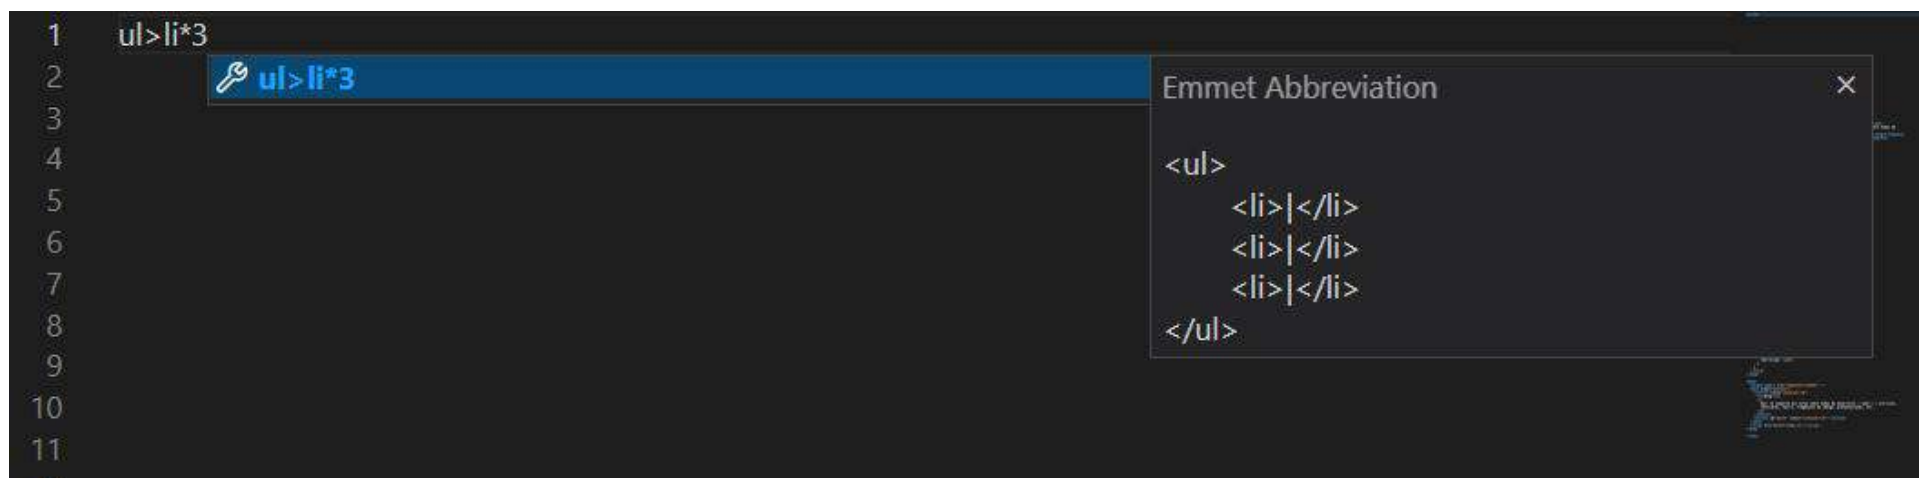 1 ul>li*3
2 ul>li*3
3
4
5
6
7
8
9
10
11
Emmet Abbreviation ×
<ul>
<li>|</li>
<li>|</li>
<li>|</li>
</ul>